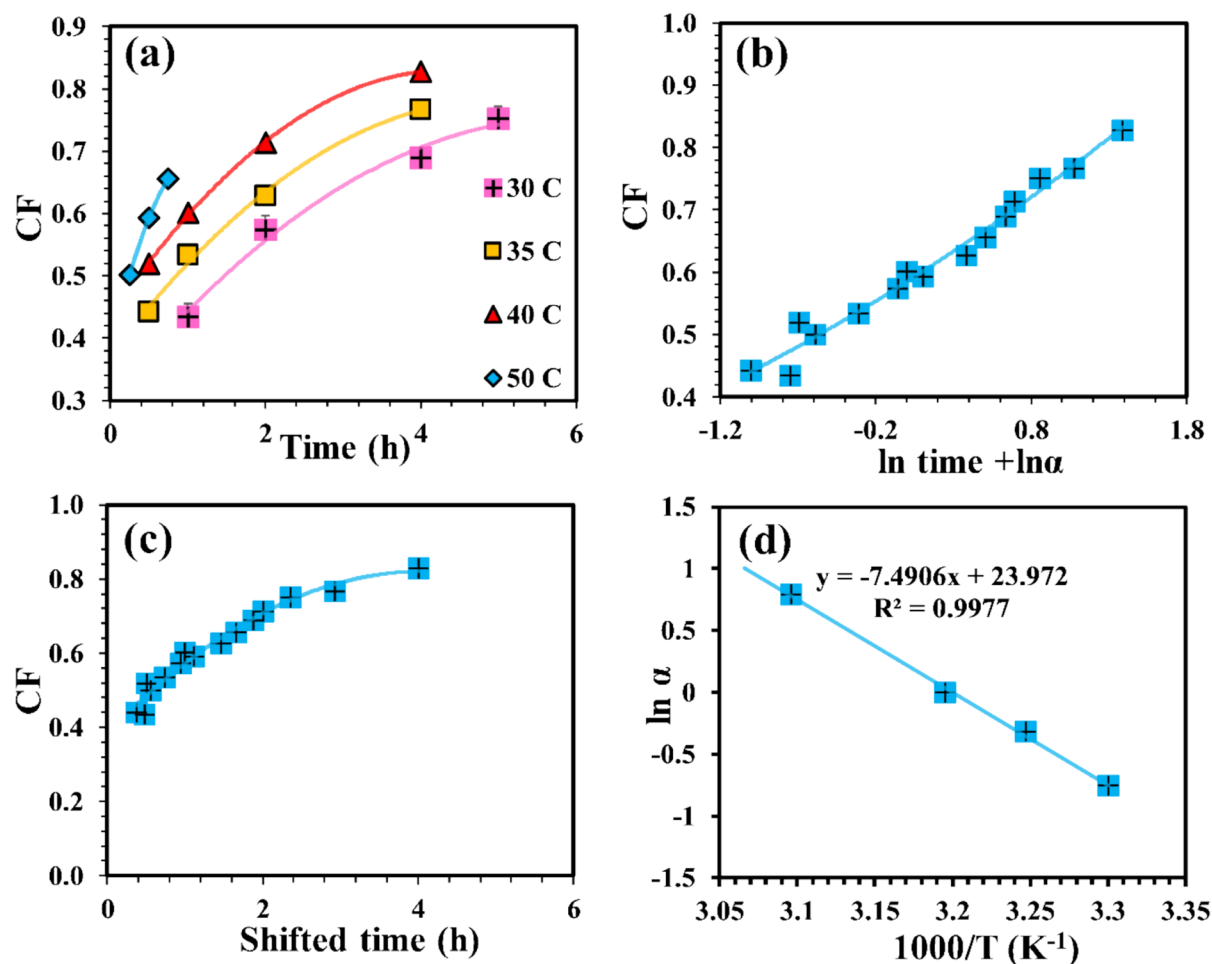 (a)
0.9
0.8
0.7
0.6
0.5
0.4
0.3
CF
0 2 4 6
Time (h)
30 C
35 C
40 C
50 C
(b)
1.0
0.9
0.8
0.7
0.6
0.5
0.4
CF
-1.2 -0.2 0.8 1.8
ln time +lnα
(c)
1.0
0.8
0.6
0.4
0.2
0.0
CF
0 2 4 6
Shifted time (h)
(d)
1.5
1
0.5
0
-0.5
-1
-1.5
ln α
y = -7.4906x + 23.972
R² = 0.9977
3.05 3.1 3.15 3.2 3.25 3.3 3.35
1000/T (K⁻¹)